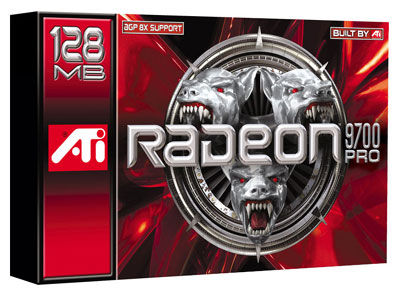 128
MB
AGP 8X SUPPORT
BUILT BY ATI
ATI
RADEON
9700
PRO